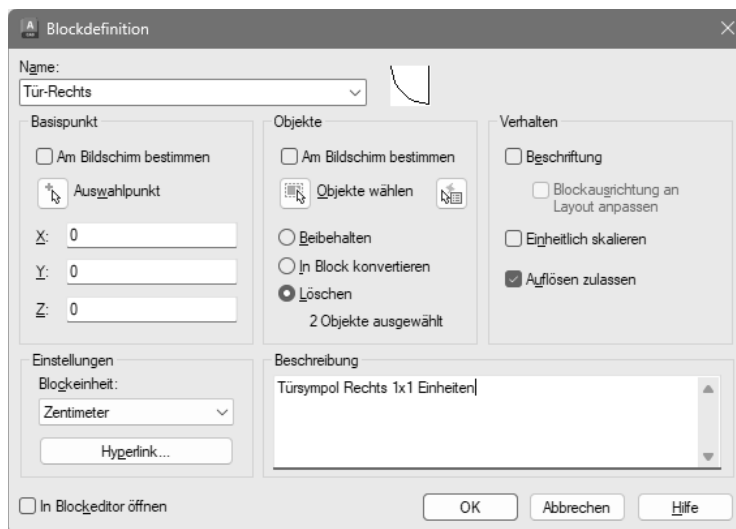 Blockdefinition
Name:
Tür-Rechts
Basispunkt
Am Bildschirm bestimmen
Auswahlpunkt
X: 0
Y: 0
Z: 0
Objekte
Am Bildschirm bestimmen
Objekte wählen
Beibehalten
In Block konvertieren
Löschen
2 Objekte ausgewählt
Verhalten
Beschriftung
Blockausrichtung an
Layout anpassen
Einheitlich skalieren
Auflösen zulassen
Einstellungen
Blockeinheit:
Zentimeter
Hyperlink...
Beschreibung
Türsympol Rechts 1x1 Einheiten
In Blockeditor öffnen
OK
Abbrechen
Hilfe